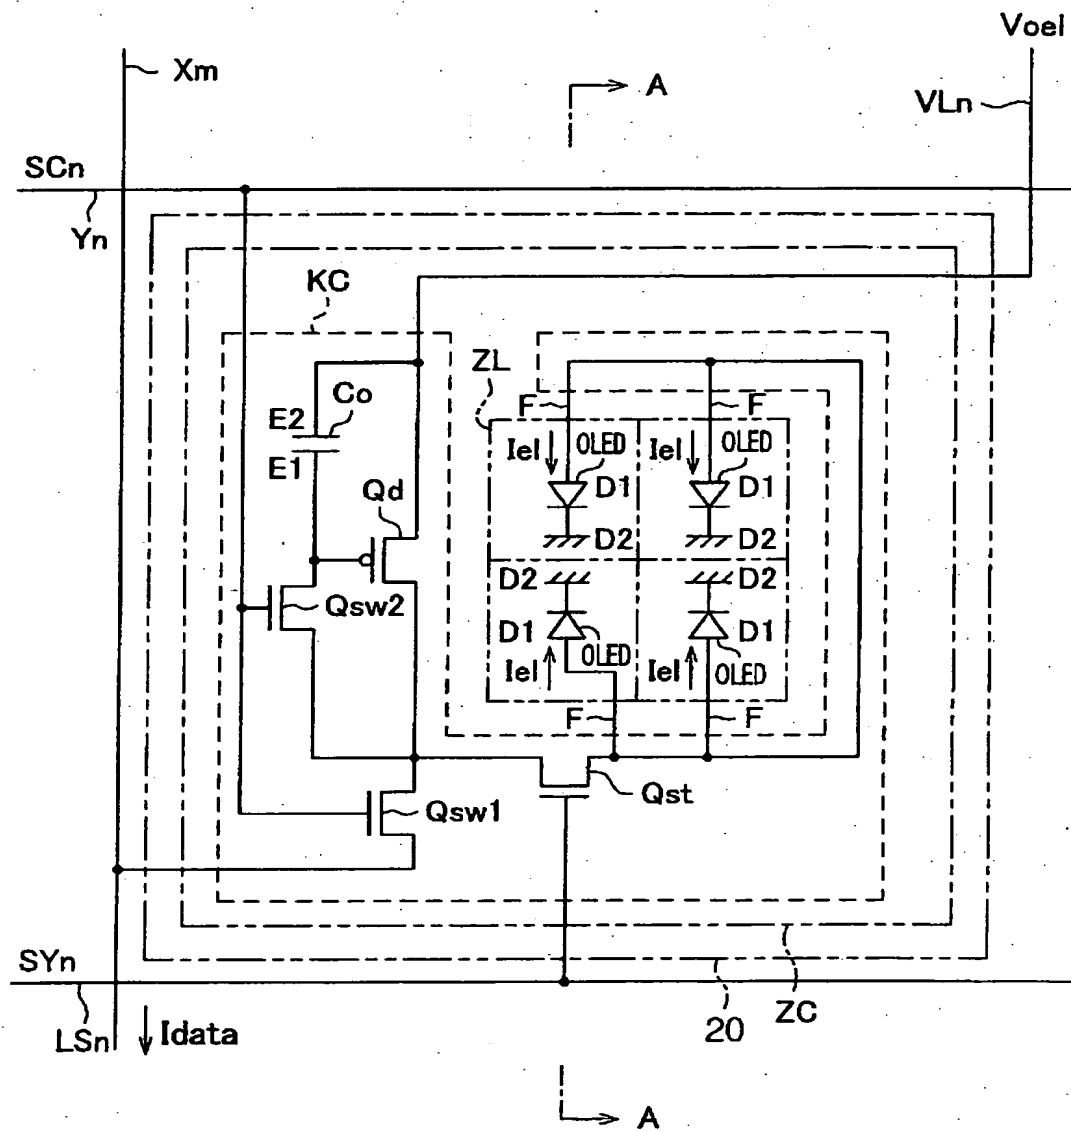 Voel
Xm
A
VLn
SCn
Yn
KC
ZL
Co
E2
F
F
E1
Iel
OLED
Iel
OLED
Qd
D1
D1
D2
D2
Qsw2
D2
D2
D1
OLED
D1
Iel
Iel
OLED
F
F
Qsw1
Qst
SYn
ZC
20
LSn
Idata
A